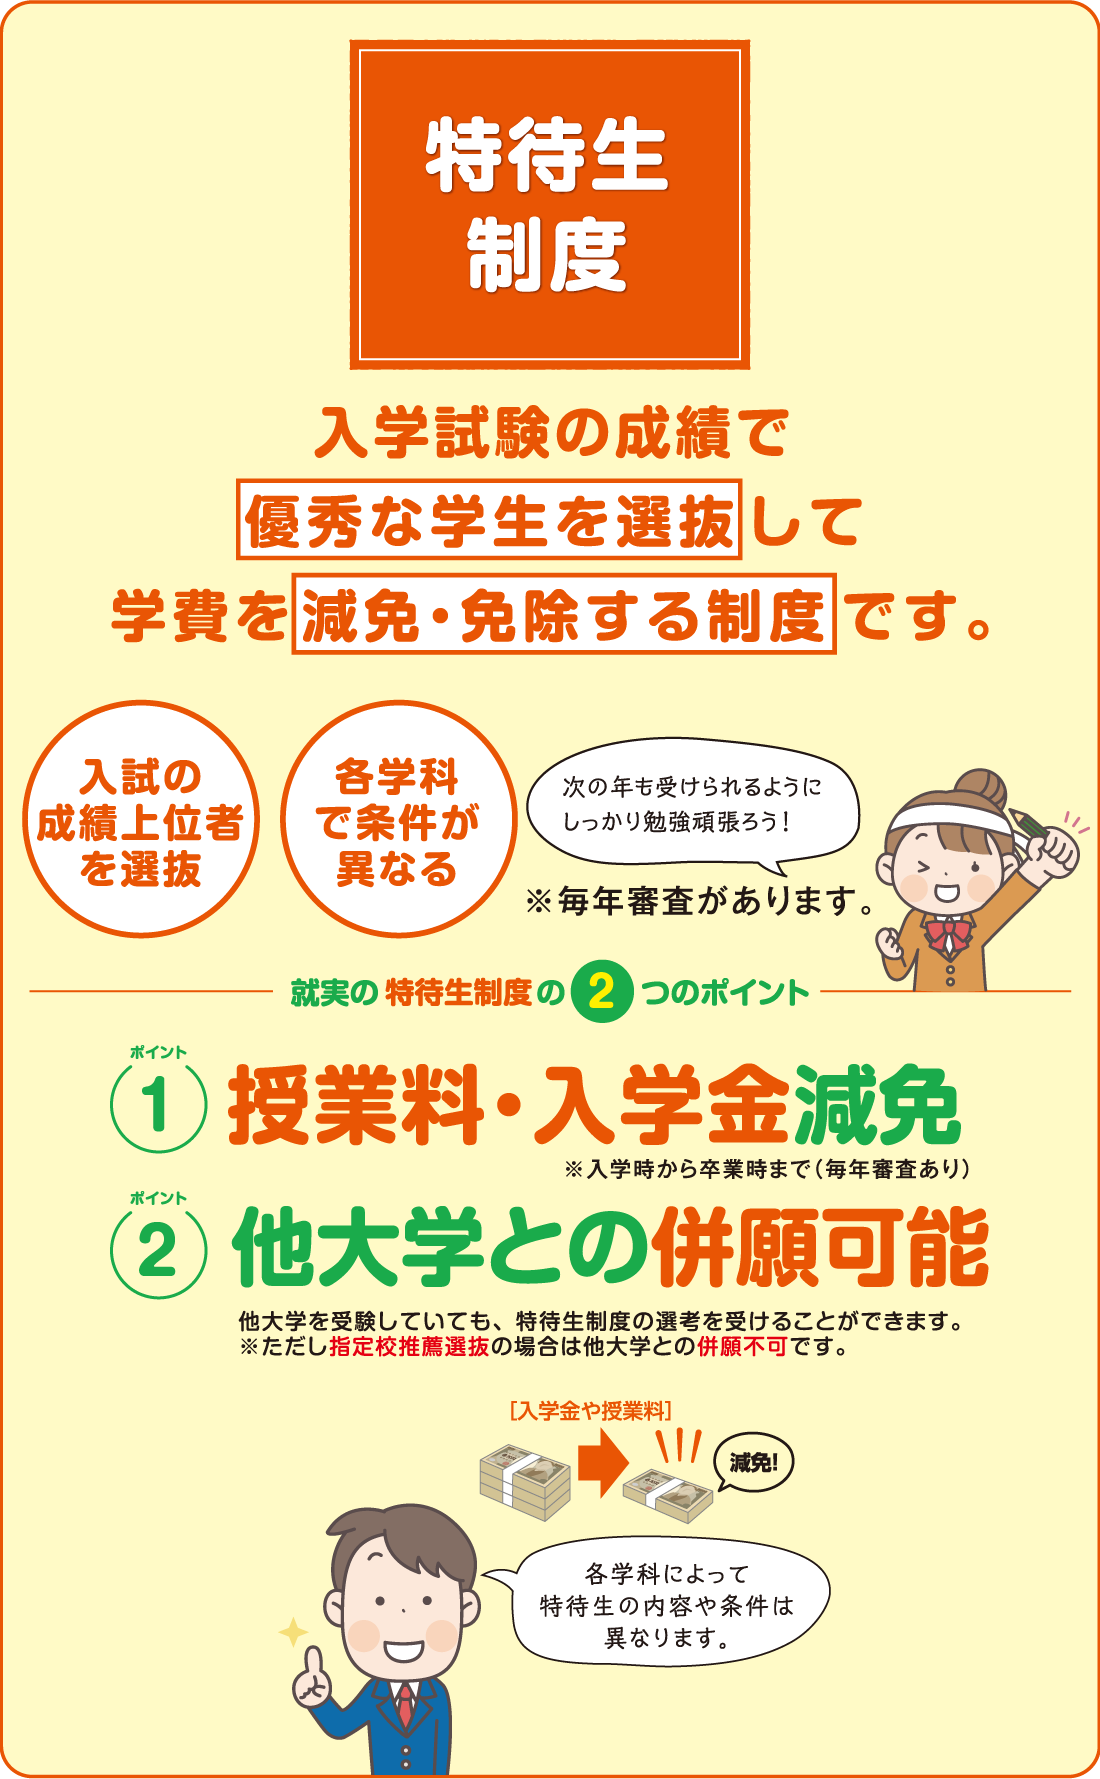 特待生
制度
入学試験の成績で
優秀な学生を選抜して
学費を減免・免除する制度です。
入試の
成績上位者
を選抜
各学科
で条件が
異なる
次の年も受けられるように
しっかり勉強頑張ろう！
※毎年審査があります。
就実の特待生制度の2つのポイント
ポイント
1
授業料・入学金減免
※入学時から卒業時まで（毎年審査あり）
ポイント
2
他大学との併願可能
他大学を受験していても、特待生制度の選考を受けることができます。
※ただし指定校推薦選抜の場合は他大学との併願不可です。
［入学金や授業料］
減免！
各学科によって
特待生の内容や条件は
異なります。